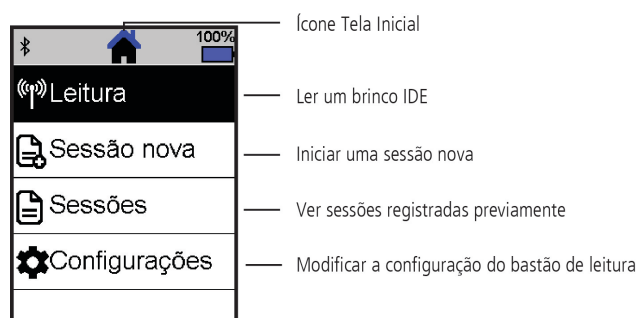 Ícone Tela Inicial
100%
Leitura
Ler um brinco IDE
Sessão nova
Iniciar uma sessão nova
Sessões
Ver sessões registradas previamente
Configurações
Modificar a configuração do bastão de leitura